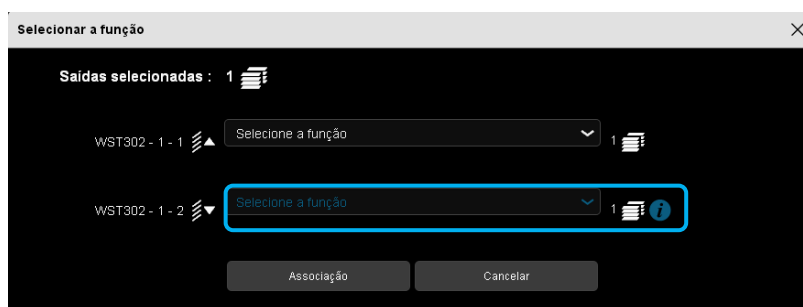 Selecionar a função
Saídas selecionadas : 1
WST302 - 1 - 1 Selecione a função 1
WST302 - 1 - 2 Selecione a função 1 i
Associação Cancelar